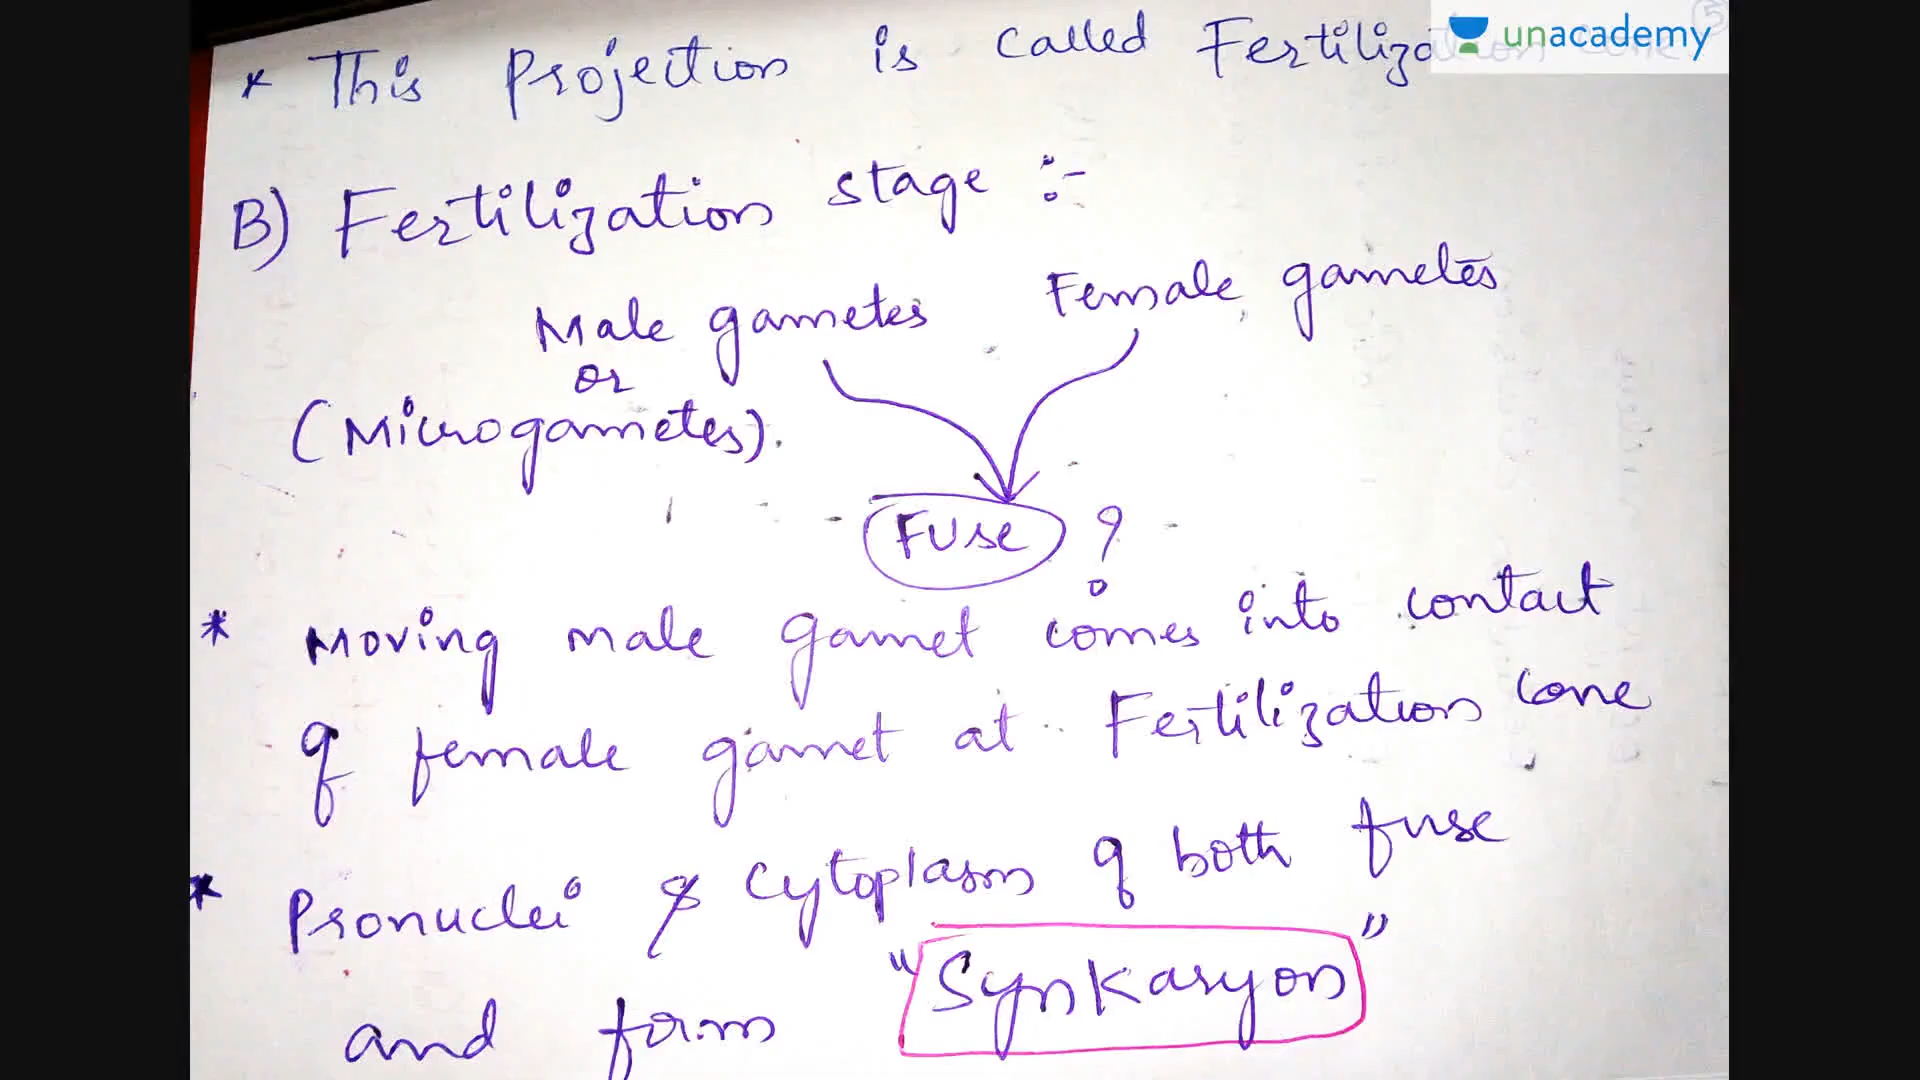 * This Projection is called Fertiliza
unacademy
5
B) Fertilization stage :-
Male gametes Female gametes
or
(Microgametes).
Fuse ?
* Moving male gamet comes into contact
of female gamet at Fertilization Cone
* Pronuclei & Cytoplasm of both fuse
and form "Synkaryon"